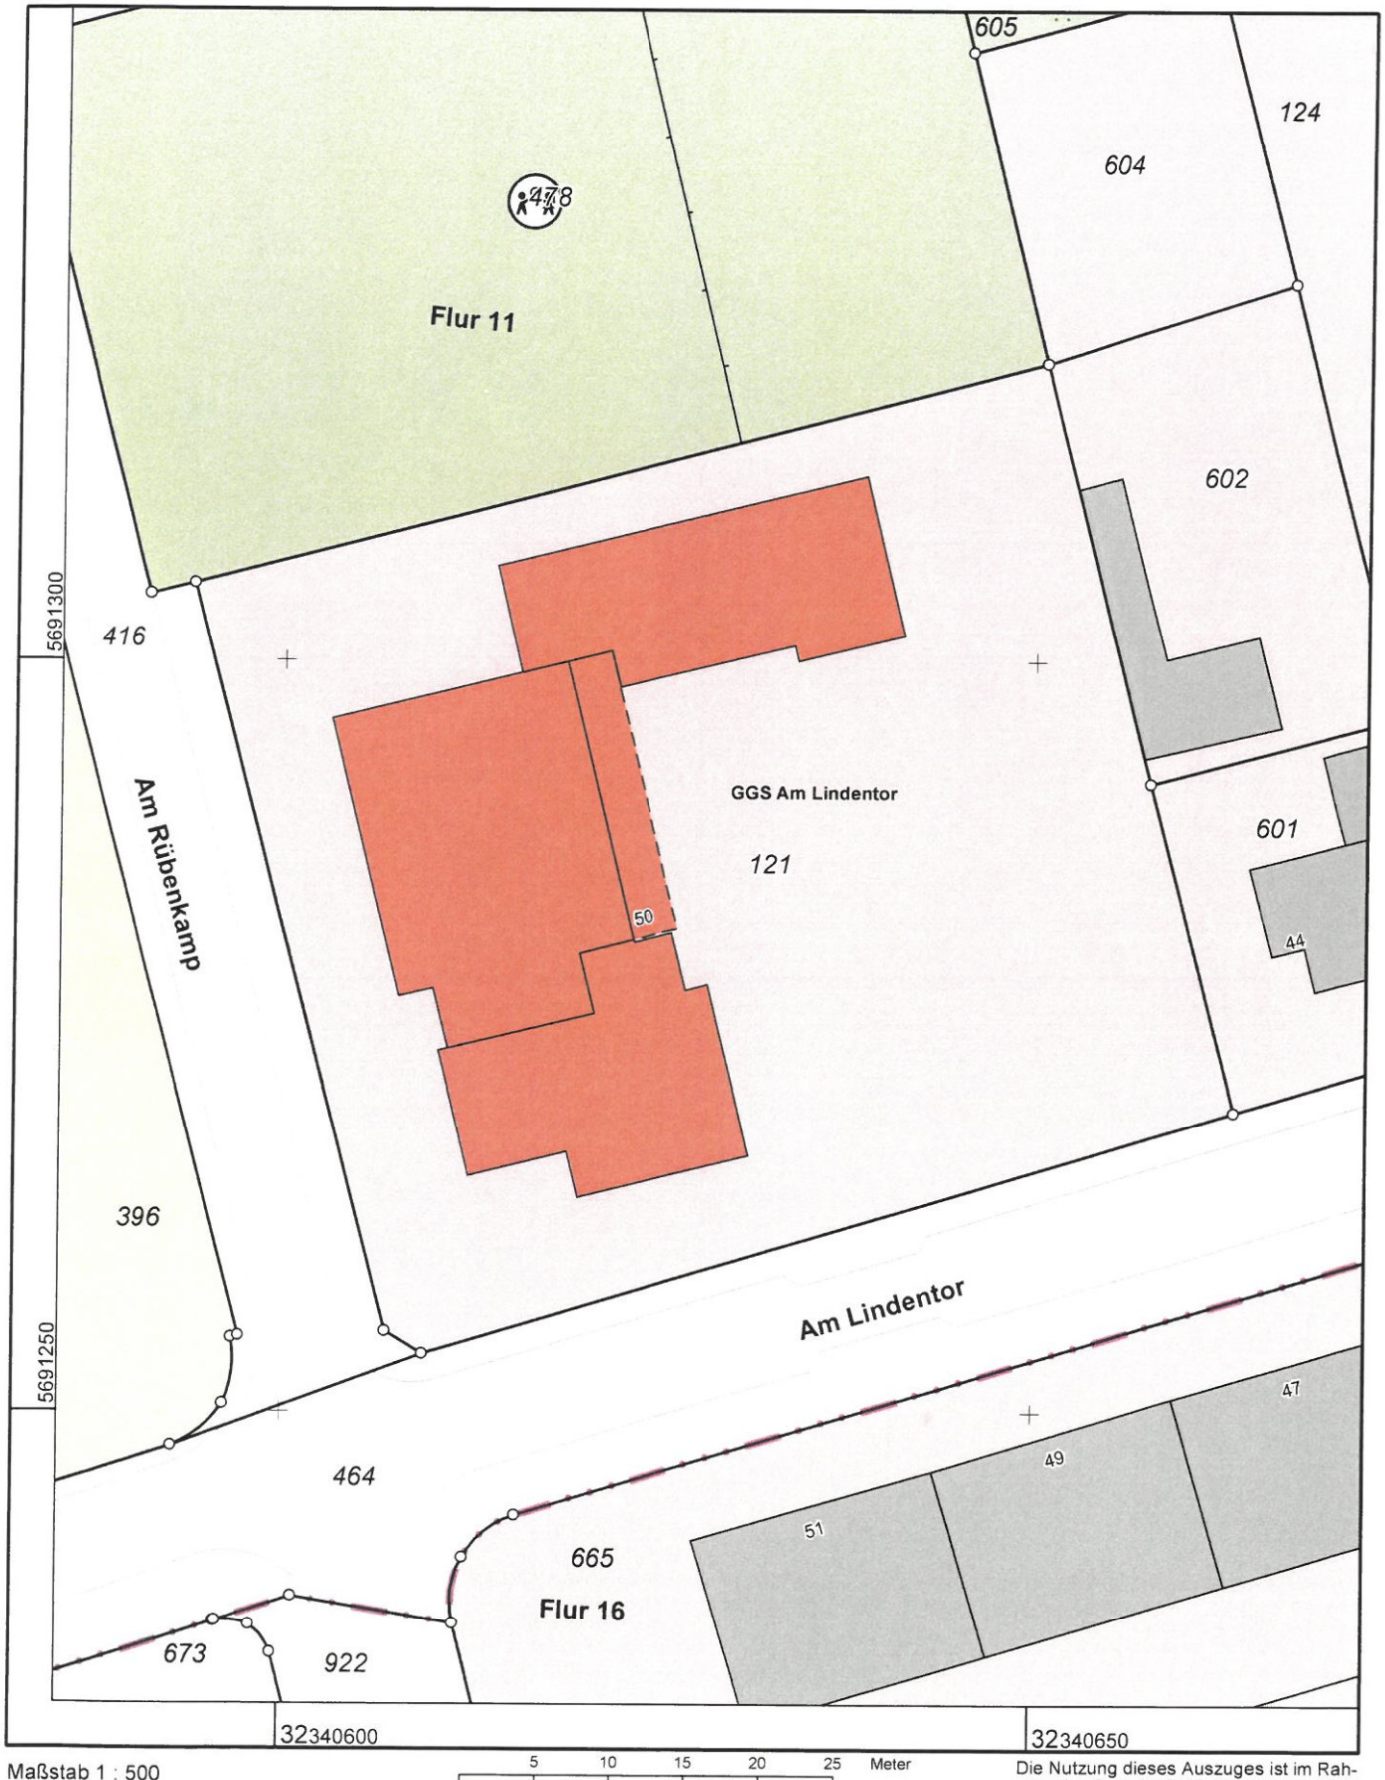 605
124
604
478
Flur 11
602
5691300
416
Am Rübenkamp
GGS Am Lindentor
601
121
50
44
396
Am Lindentor
5691250
47
49
464
51
665
Flur 16
673
922
32340600
32340650
Maßstab 1 : 500
5 10 15 20 25 Meter
Die Nutzung dieses Auszuges ist im Rah-